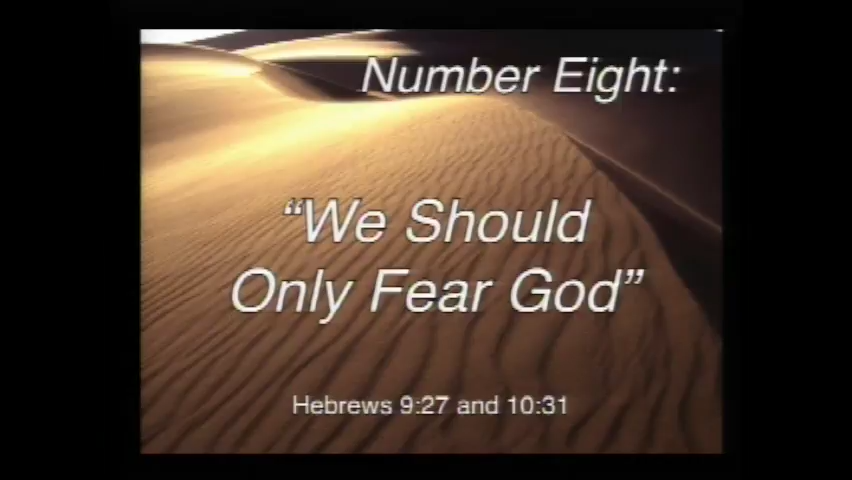 Number Eight:
“We Should
Only Fear God”
Hebrews 9:27 and 10:31